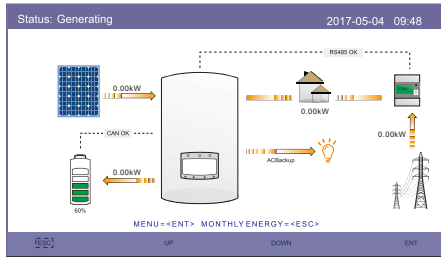 Status: Generating 2017-05-04 09:48
RS485 OK
0.00kW
0.00kW
CAN OK
0.00kW
0.00kW
ACBackup
60%
MENU=<ENT> MONTHLY ENERGY=<ESC>
ESC UP DOWN ENT